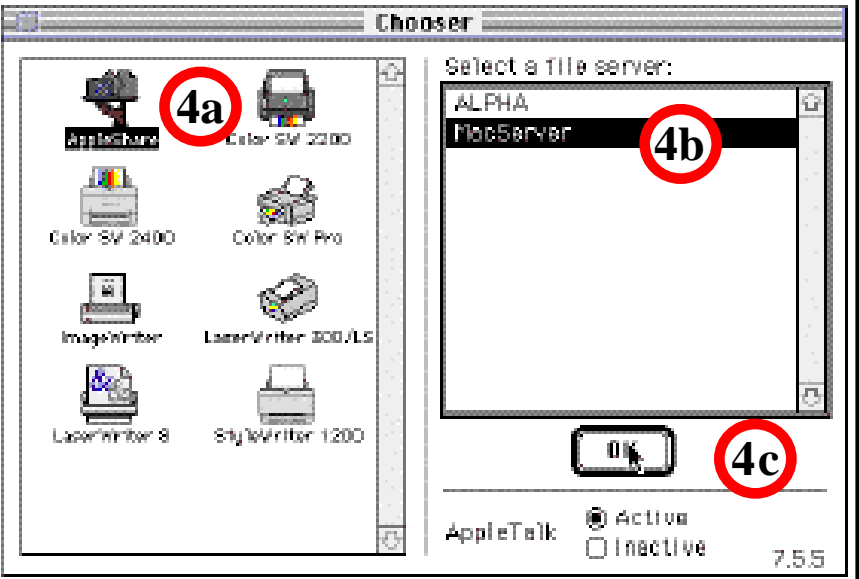 Chooser
AppleShare
4a
Color SW 2200
Color SW 2400
Color SW Pro
ImageWriter
LaserWriter 300/LS
LaserWriter 8
StyleWriter 1200
Select a file server:
ALPHA
MacServer
4b
OK
4c
AppleTalk
Active
Inactive
7.5.5